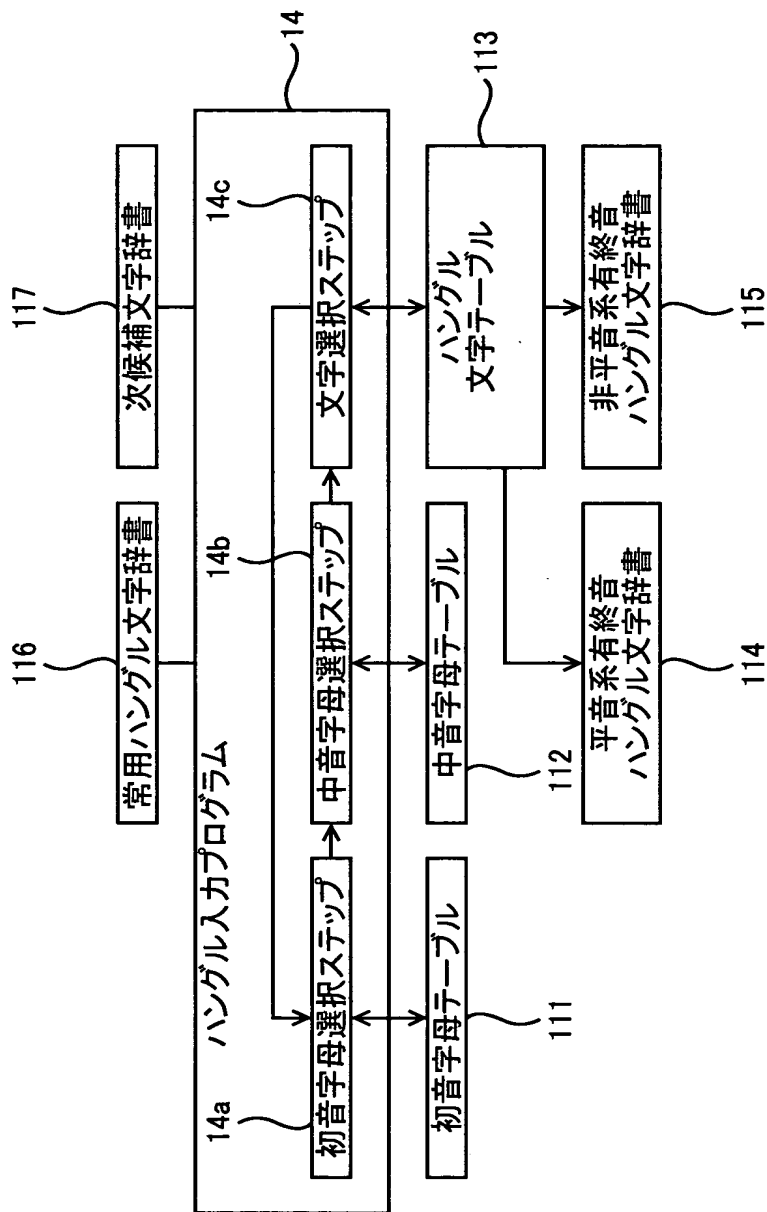 117
次候補文字辞書
116
常用ハングル文字辞書
14
ハングル入力プログラム
14a
初音字母選択ステップ
14b
中音字母選択ステップ
14c
文字選択ステップ
初音字母テーブル
111
中音字母テーブル
112
ハングル
文字テーブル
113
平音系有終音
ハングル文字辞書
114
非平音系有終音
ハングル文字辞書
115